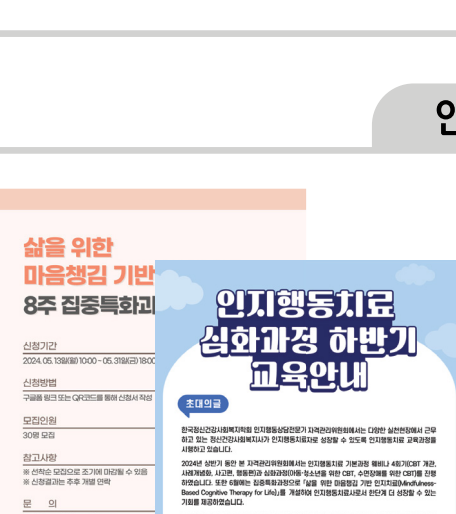 인
삶을 위한
마음챙김 기반
8주 집중특화과
신청기간
2024. 05. 13일(월) 10:00 - 05. 31일(금) 18:00
신청방법
구글폼 링크 또는 QR코드를 통해 신청서 작성
모집인원
30명 모집
참고사항
※ 선착순 모집으로 조기에 마감될 수 있음
※ 신청결과는 추후 개별 연락
문 의
인지행동치료
심화과정 하반기
교육안내
초대의글
한국정신건강사회복지학회 인지행동상담전문가 자격관리위원회에서는 다양한 실천현장에서 근무
하고 있는 정신건강사회복지사가 인지행동치료자로 성장할 수 있도록 인지행동치료 교육과정을
시행하고 있습니다.
2024년 상반기 동안 본 자격관리위원회에서는 인지행동치료 기본과정 웨비나 4회기(CBT 개관,
사례개념화, 사고편, 행동편)과 심화과정(아동·청소년을 위한 CBT, 수면장애를 위한 CBT)를 진행
하였습니다. 또한 6월에는 집중특화과정으로 「삶을 위한 마음챙김 기반 인지치료(Mindfulness-
Based Cognitive Therapy for Life)」를 개설하여 인지행동치료사로서 한단계 더 성장할 수 있는
기회를 제공하였습니다.